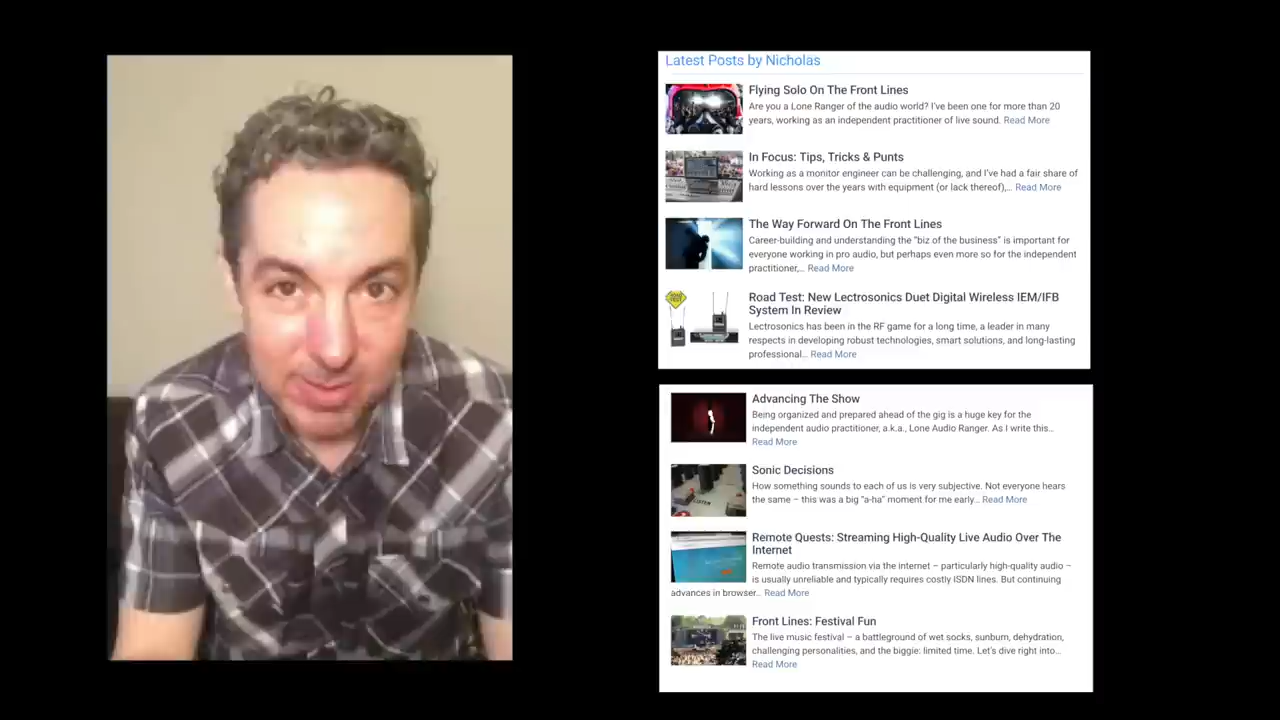 Latest Posts by Nicholas
Flying Solo On The Front Lines
Are you a Lone Ranger of the audio world? I've been one for more than 20
years, working as an independent practitioner of live sound. Read More
In Focus: Tips, Tricks & Punts
Working as a monitor engineer can be challenging, and I've had a fair share of
hard lessons over the years with equipment (or lack thereof),... Read More
The Way Forward On The Front Lines
Career-building and understanding the "biz of the business" is important for
everyone working in pro audio, but perhaps even more so for the independent
practitioner,... Read More
Road Test: New Lectrosonics Duet Digital Wireless IEM/IFB
System In Review
Lectrosonics has been in the RF game for a long time, a leader in many
respects in developing robust technologies, smart solutions, and long-lasting
professional... Read More
Advancing The Show
Being organized and prepared ahead of the gig is a huge key for the
independent audio practitioner, a.k.a., Lone Audio Ranger. As I write this...
Read More
Sonic Decisions
How something sounds to each of us is very subjective. Not everyone hears
the same – this was a big "a-ha" moment for me early... Read More
LISTEN
Remote Quests: Streaming High-Quality Live Audio Over The
Internet
Remote audio transmission via the internet – particularly high-quality audio –
is usually unreliable and typically requires costly ISDN lines. But continuing
advances in browser... Read More
Front Lines: Festival Fun
The live music festival – a battleground of wet socks, sunburn, dehydration,
challenging personalities, and the biggie: limited time. Let's dive right into...
Read More